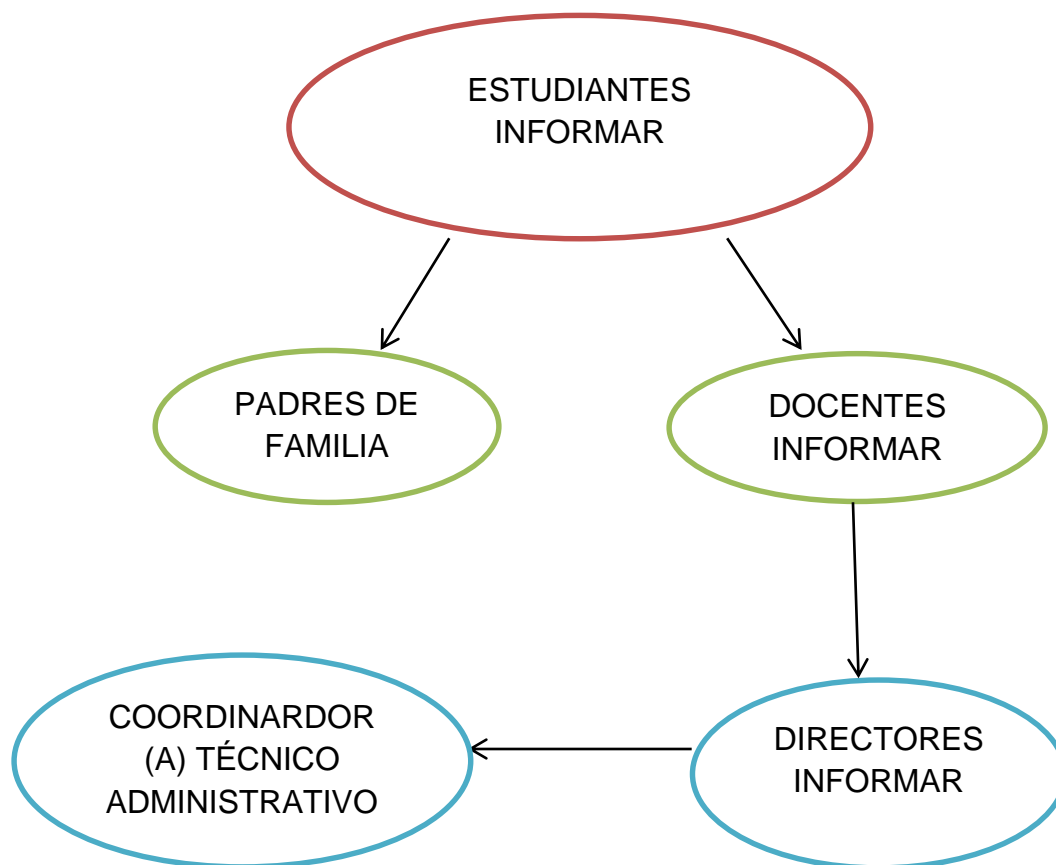 ESTUDIANTES
INFORMAR
PADRES DE
FAMILIA
DOCENTES
INFORMAR
COORDINARDOR
(A) TÉCNICO
ADMINISTRATIVO
DIRECTORES
INFORMAR